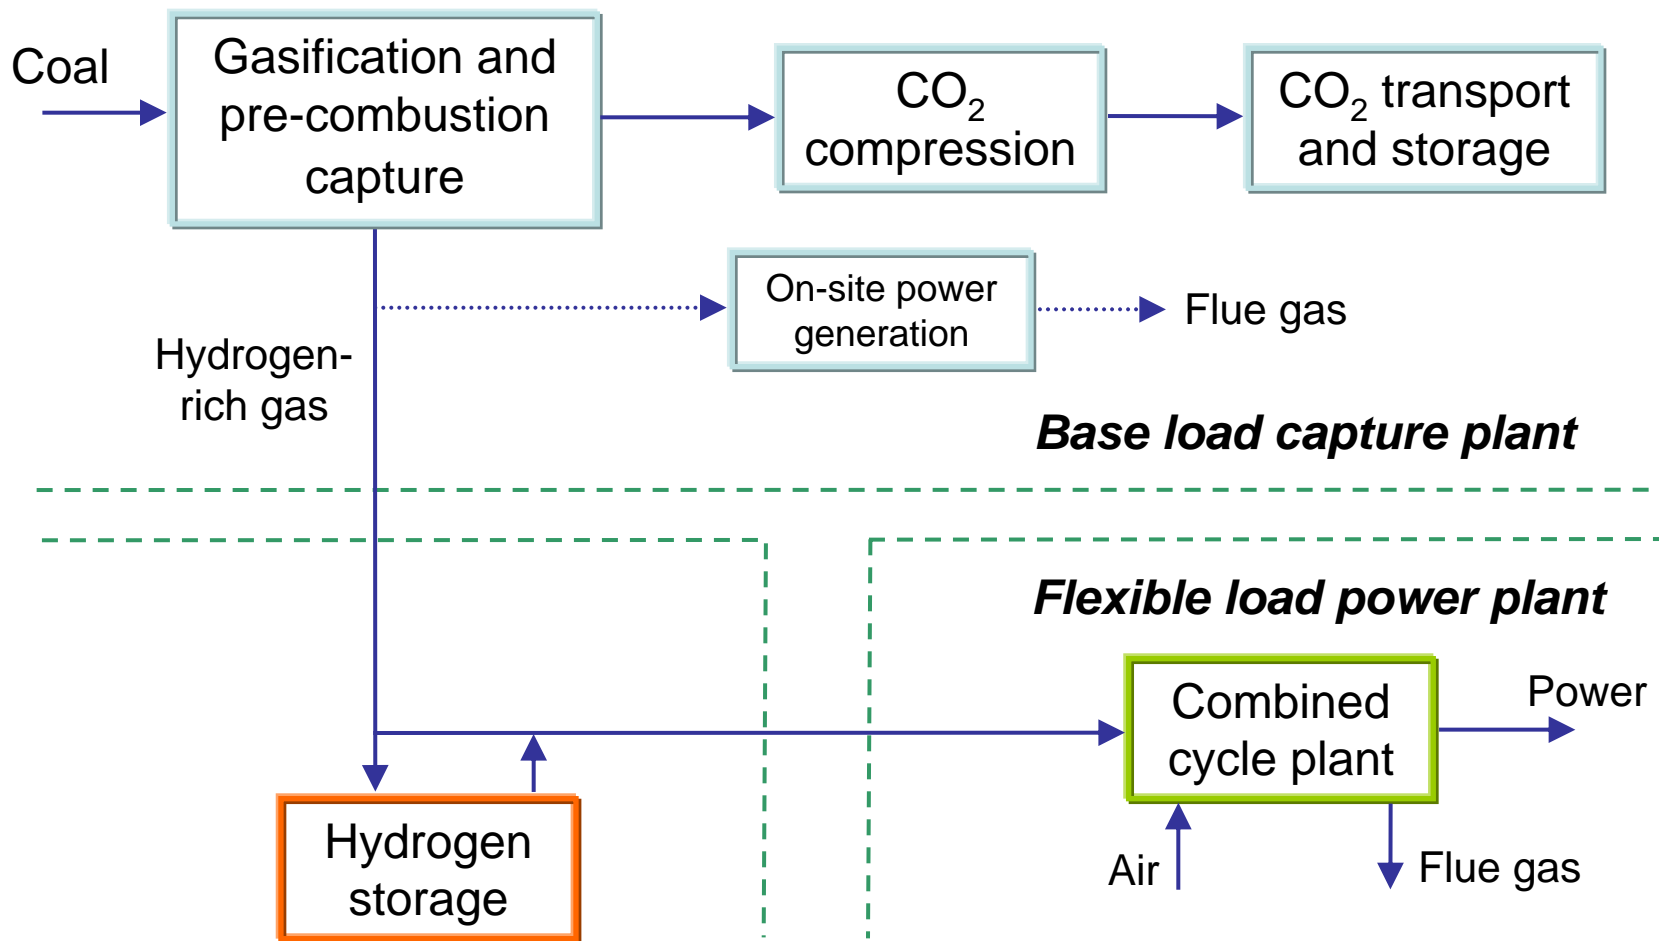 Coal
Gasification and
pre-combustion
capture
CO₂
compression
CO₂ transport
and storage
On-site power
generation
Flue gas
Hydrogen-
rich gas
Base load capture plant
Flexible load power plant
Combined
cycle plant
Power
Hydrogen
storage
Air
Flue gas